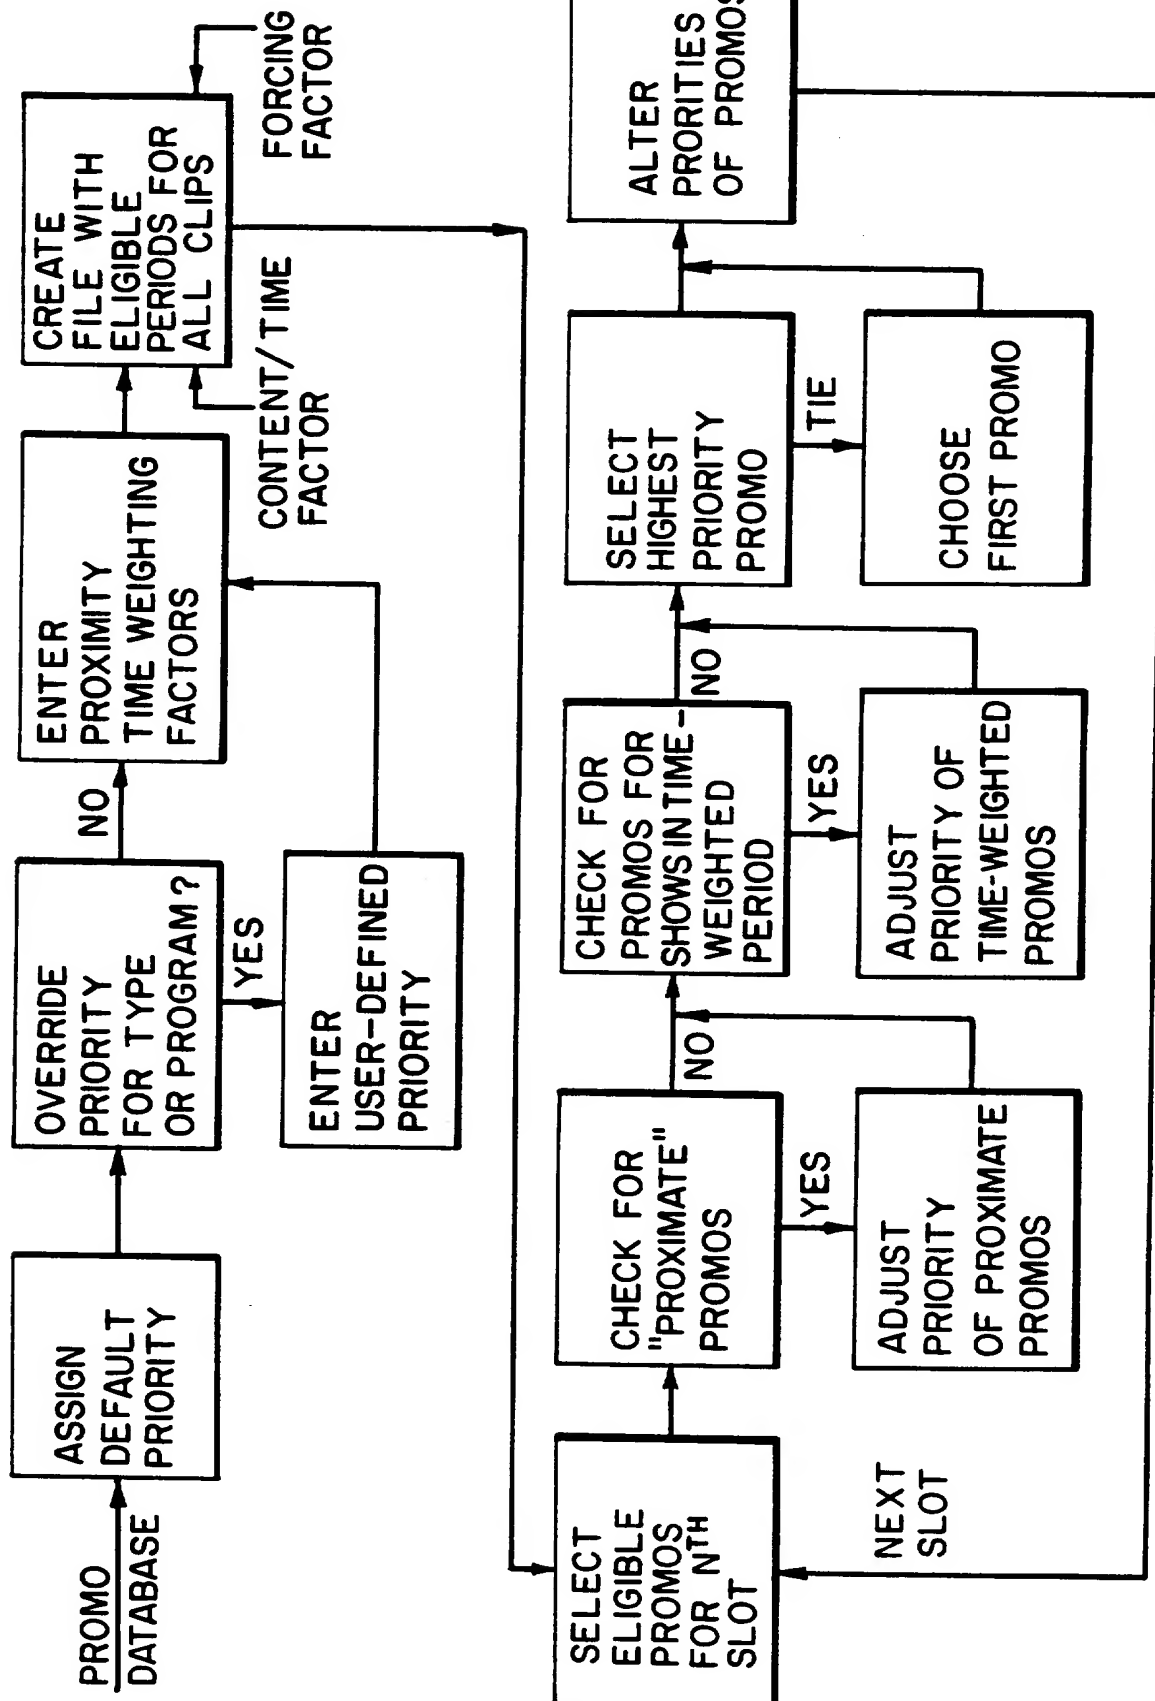 PROMO
DATABASE
ASSIGN
DEFAULT
PRIORITY
OVERRIDE
PRIORITY
FOR TYPE
OR PROGRAM?
NO
YES
ENTER
USER-DEFINED
PRIORITY
ENTER
PROXIMITY
TIME WEIGHTING
FACTORS
CONTENT/TIME
FACTOR
CREATE
FILE WITH
ELIGIBLE
PERIODS FOR
ALL CLIPS
FORCING
FACTOR
SELECT
ELIGIBLE
PROMOS
FOR NTH
SLOT
NEXT
SLOT
CHECK FOR
"PROXIMATE"
PROMOS
NO
YES
ADJUST
PRIORITY
OF PROXIMATE
PROMOS
CHECK FOR
PROMOS FOR
SHOWS IN TIME-
WEIGHTED
PERIOD
NO
YES
ADJUST
PRIORITY OF
TIME-WEIGHTED
PROMOS
SELECT
HIGHEST
PRIORITY
PROMO
TIE
CHOOSE
FIRST PROMO
ALTER
PRORITIES
OF PROMOS